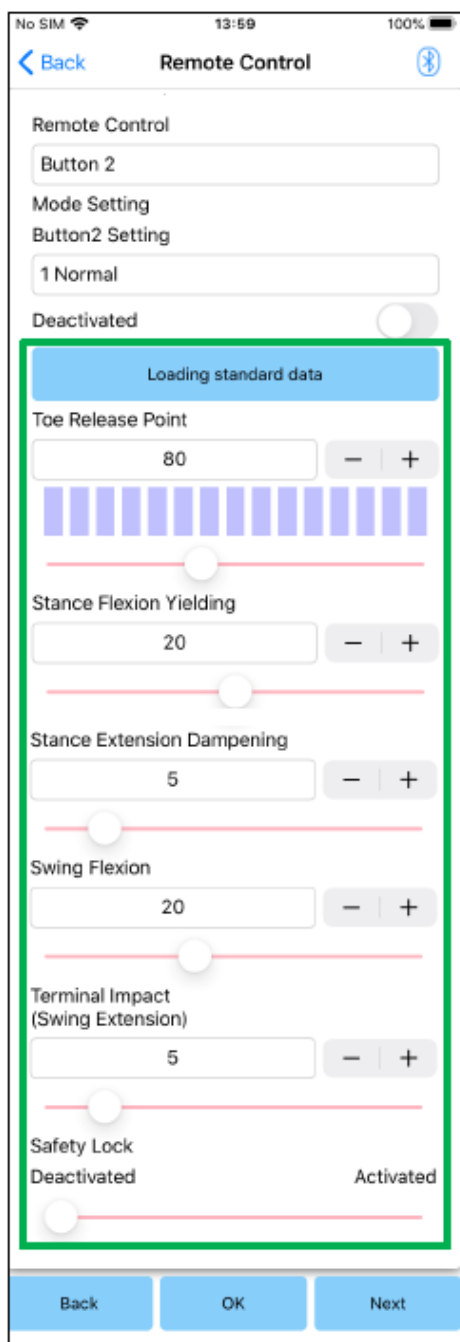 No SIM 13:59 100%
Back Remote Control
Remote Control
Button 2
Mode Setting
Button2 Setting
1 Normal
Deactivated
Loading standard data
Toe Release Point
80 − +
Stance Flexion Yielding
20 − +
Stance Extension Dampening
5 − +
Swing Flexion
20 − +
Terminal Impact
(Swing Extension)
5 − +
Safety Lock
Deactivated Activated
Back OK Next